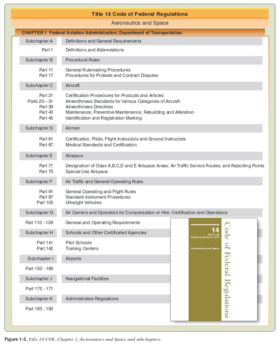 Title 14 Code of Federal Regulations
Aeronautics and Space
CHAPTER 1 Federal Aviation Administration, Department of Transportation
Subchapter A Definitions and General Requirements
Part 1 Definitions and Abbreviations
Subchapter B Procedural Rules
Part 11 General Rulemaking Procedures
Part 17 Procedures for Protests and Contract Disputes
Subchapter C Aircraft
Part 21 Certification Procedures for Products and Articles
Parts 23 – 31 Airworthiness Standards for Various Categories of Aircraft
Part 39 Airworthiness Directives
Part 43 Maintenance, Preventive Maintenance, Rebuilding and Alteration
Part 45 Identification and Registration Marking
Subchapter D Airmen
Part 61 Certification: Pilots, Flight Instructors and Ground Instructors
Part 67 Medical Standards and Certification
Subchapter E Airspace
Part 71 Designation of Class A,B,C,D and E Airspace Areas; Air Traffic Service Routes; and Reporting Points
Part 73 Special Use Airspace
Subchapter F Air Traffic and General Operating Rules
Part 91 General Operating and Flight Rules
Part 97 Standard Instrument Procedures
Part 103 Ultralight Vehicles
Subchapter G Air Carriers and Operators for Compensation or Hire: Certification and Operations
Part 110 - 139 General and Operating Requirements
Subchapter H Schools and Other Certificated Agencies
Part 141 Pilot Schools
Part 142 Training Centers
Subchapter I Airports
Part 150 - 169
Subchapter J Navigational Facilities
Part 170 - 171
Subchapter K Administrative Regulations
Part 183 - 193
14
Aeronautics and Space
Code of Federal Regulations
Figure 1-3. Title 14 CFR, Chapter 1, Aeronautics and Space and subchapters.